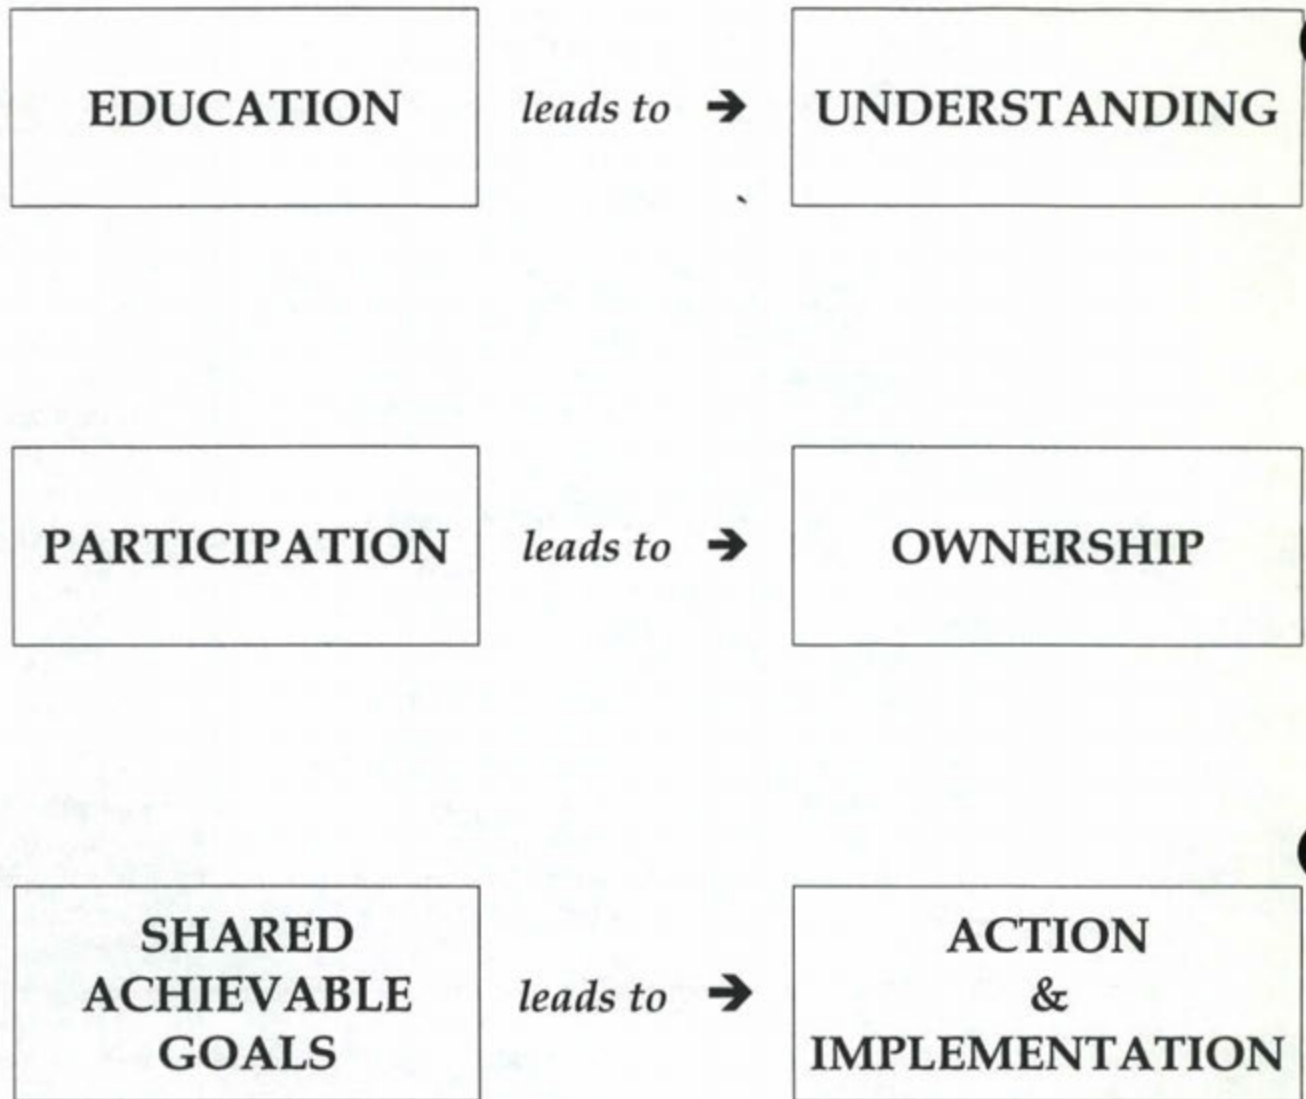 EDUCATION leads to ➔ UNDERSTANDING
PARTICIPATION leads to ➔ OWNERSHIP
SHARED
ACHIEVABLE
GOALS
leads to ➔
ACTION
&
IMPLEMENTATION